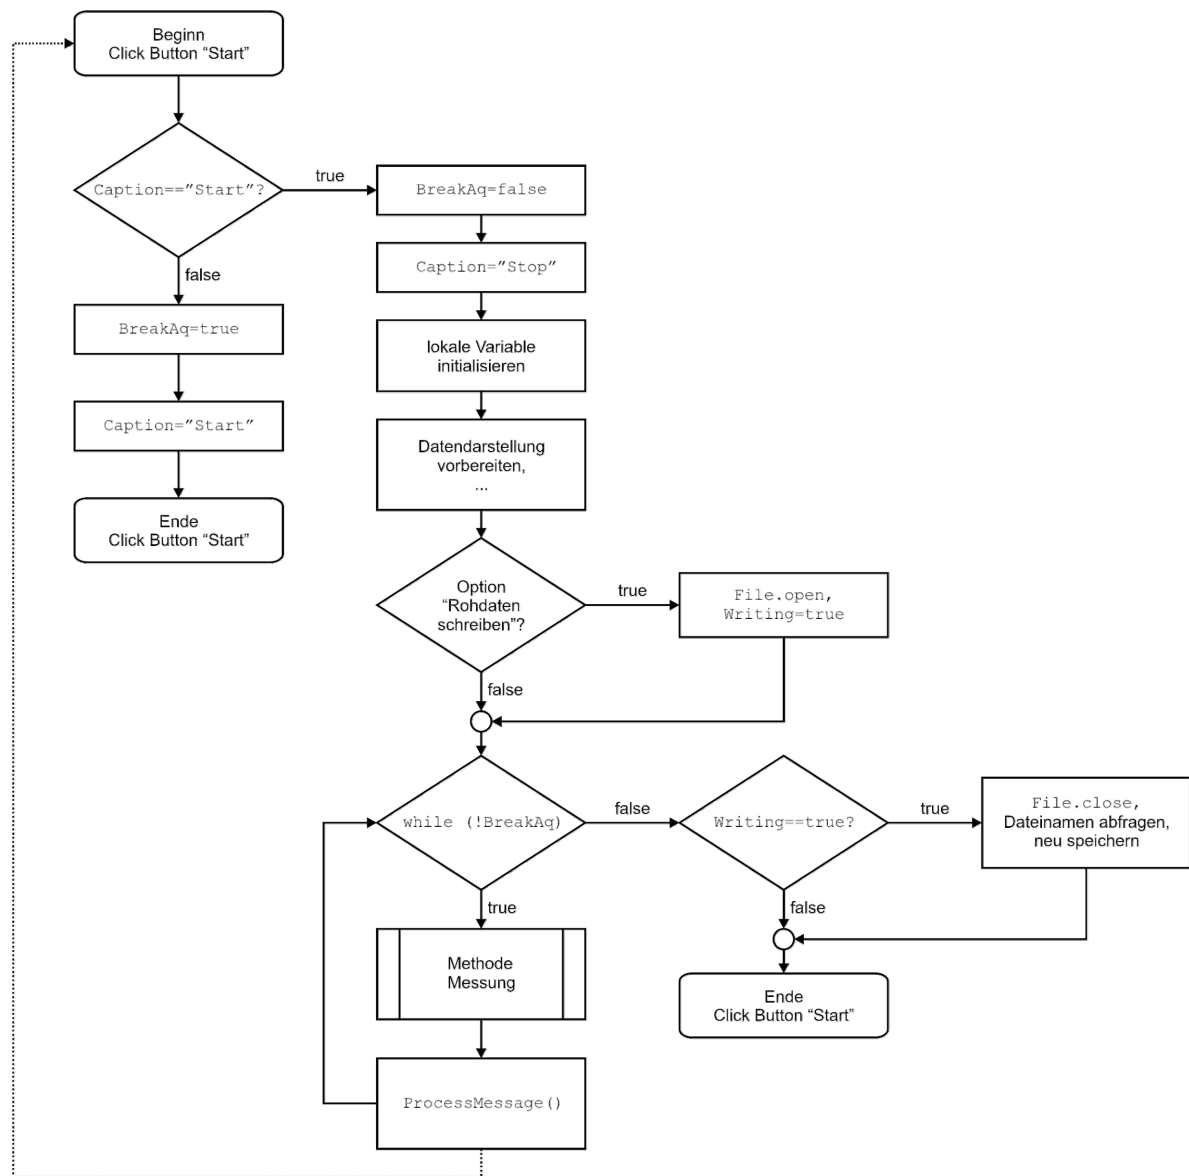 Beginn
Click Button “Start”
Caption==”Start”?
true
BreakAq=false
Caption=”Stop”
false
BreakAq=true
lokale Variable
initialisieren
Caption=”Start”
Datendarstellung
vorbereiten,
...
Ende
Click Button “Start”
Option
“Rohdaten
schreiben”?
true
File.open,
Writing=true
false
while (!BreakAq)
false
Writing==true?
true
File.close,
Dateinamen abfragen,
neu speichern
true
false
Methode
Messung
Ende
Click Button “Start”
ProcessMessage()